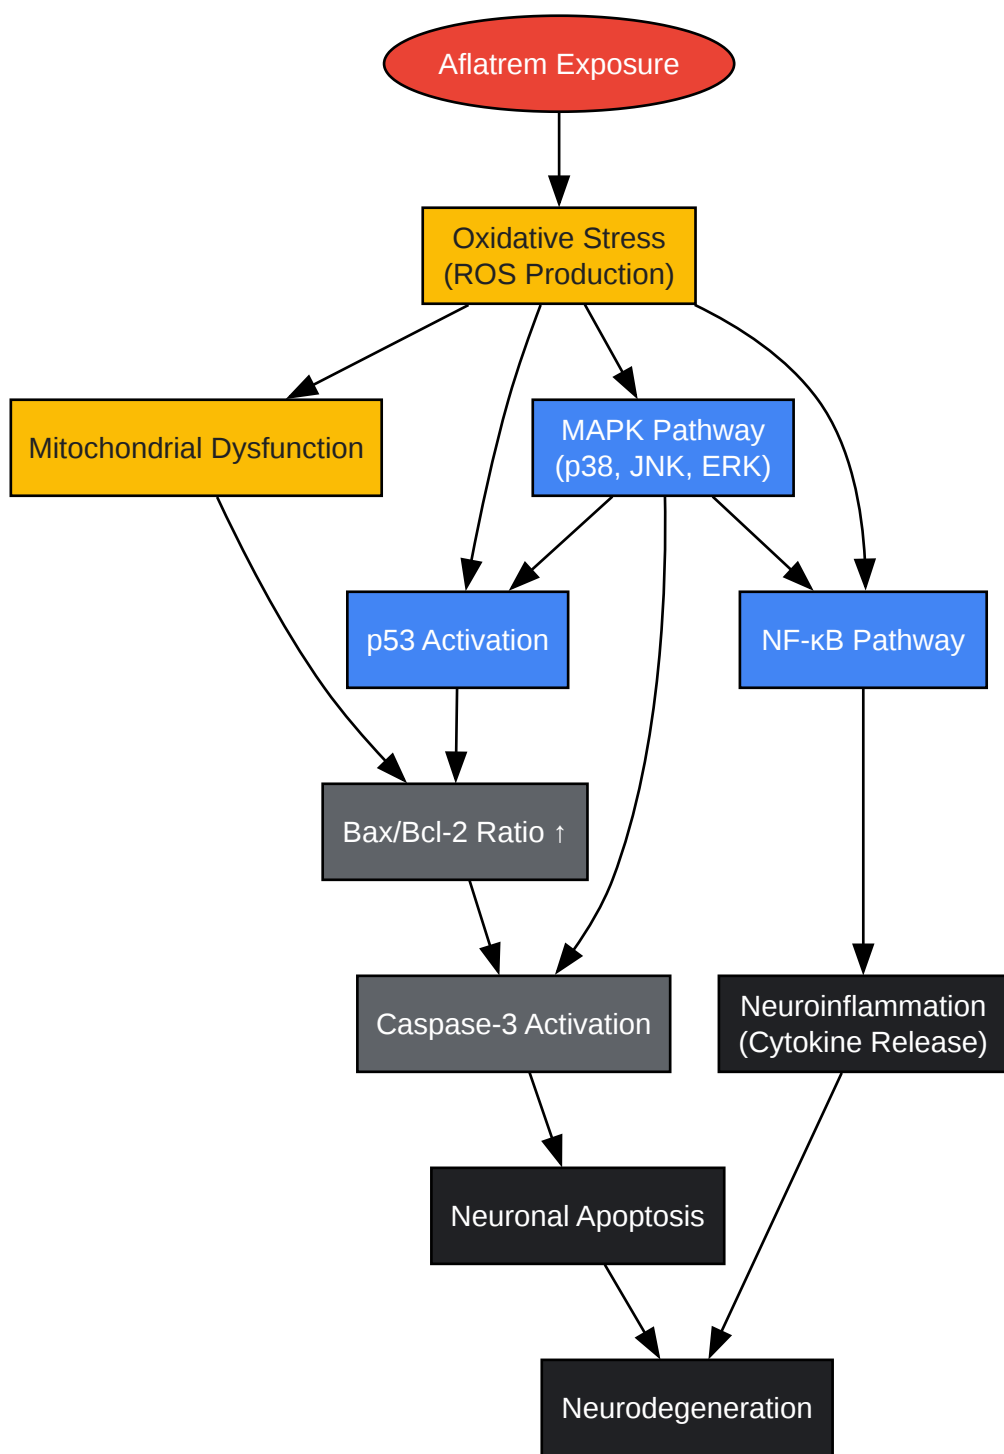 Aflatrem Exposure
Oxidative Stress
(ROS Production)
Mitochondrial Dysfunction
MAPK Pathway
(p38, JNK, ERK)
p53 Activation
NF-κB Pathway
Bax/Bcl-2 Ratio ↑
Caspase-3 Activation
Neuroinflammation
(Cytokine Release)
Neuronal Apoptosis
Neurodegeneration